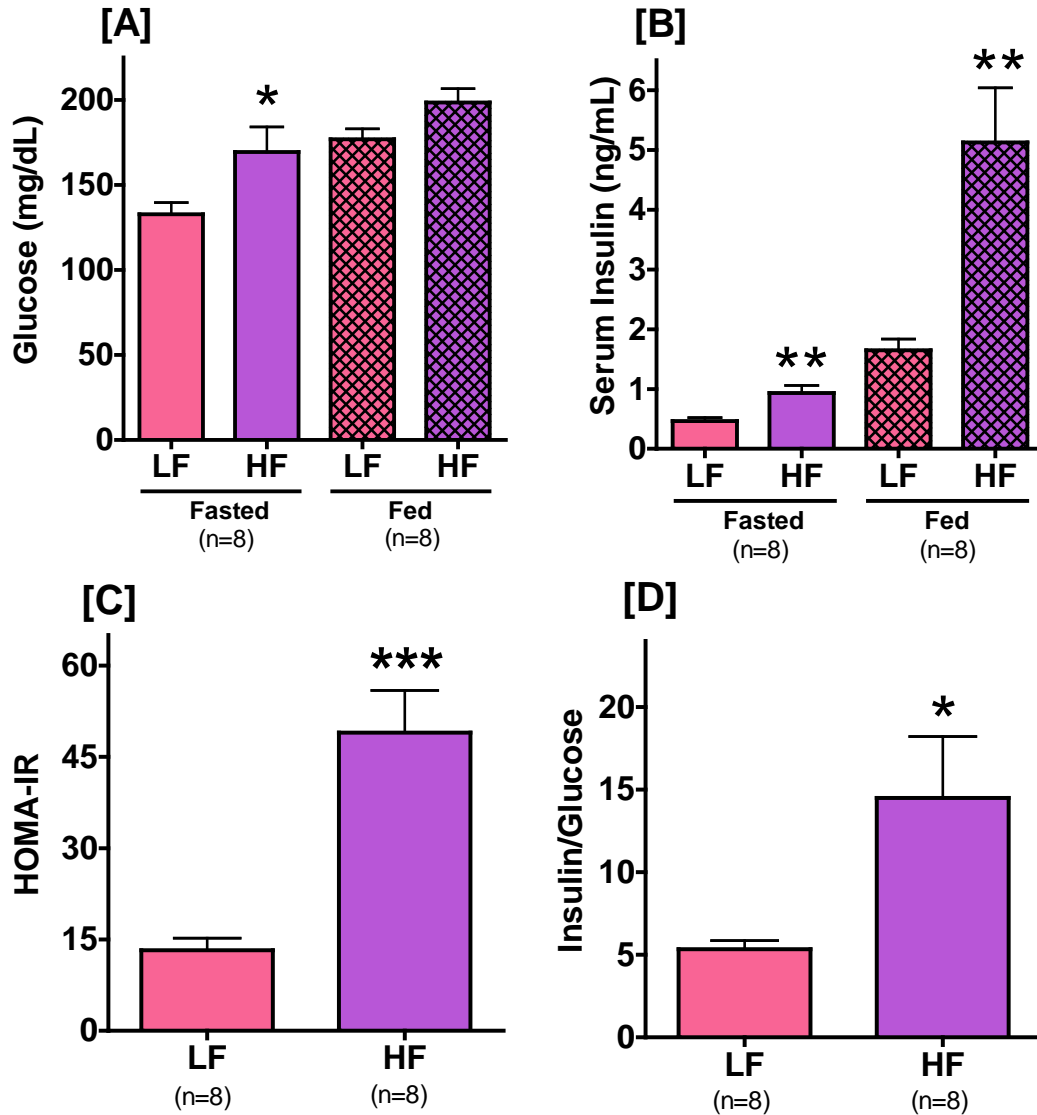 [A]
Glucose (mg/dL)
200
150
100
50
0
*
LF HF LF HF
Fasted Fed
(n=8) (n=8)
[B]
Serum Insulin (ng/mL)
6
5
4
3
2
1
0
**
**
LF HF LF HF
Fasted Fed
(n=8) (n=8)
[C]
HOMA-IR
60
45
30
15
0
***
LF HF
(n=8) (n=8)
[D]
Insulin/Glucose
20
15
10
5
0
*
LF HF
(n=8) (n=8)